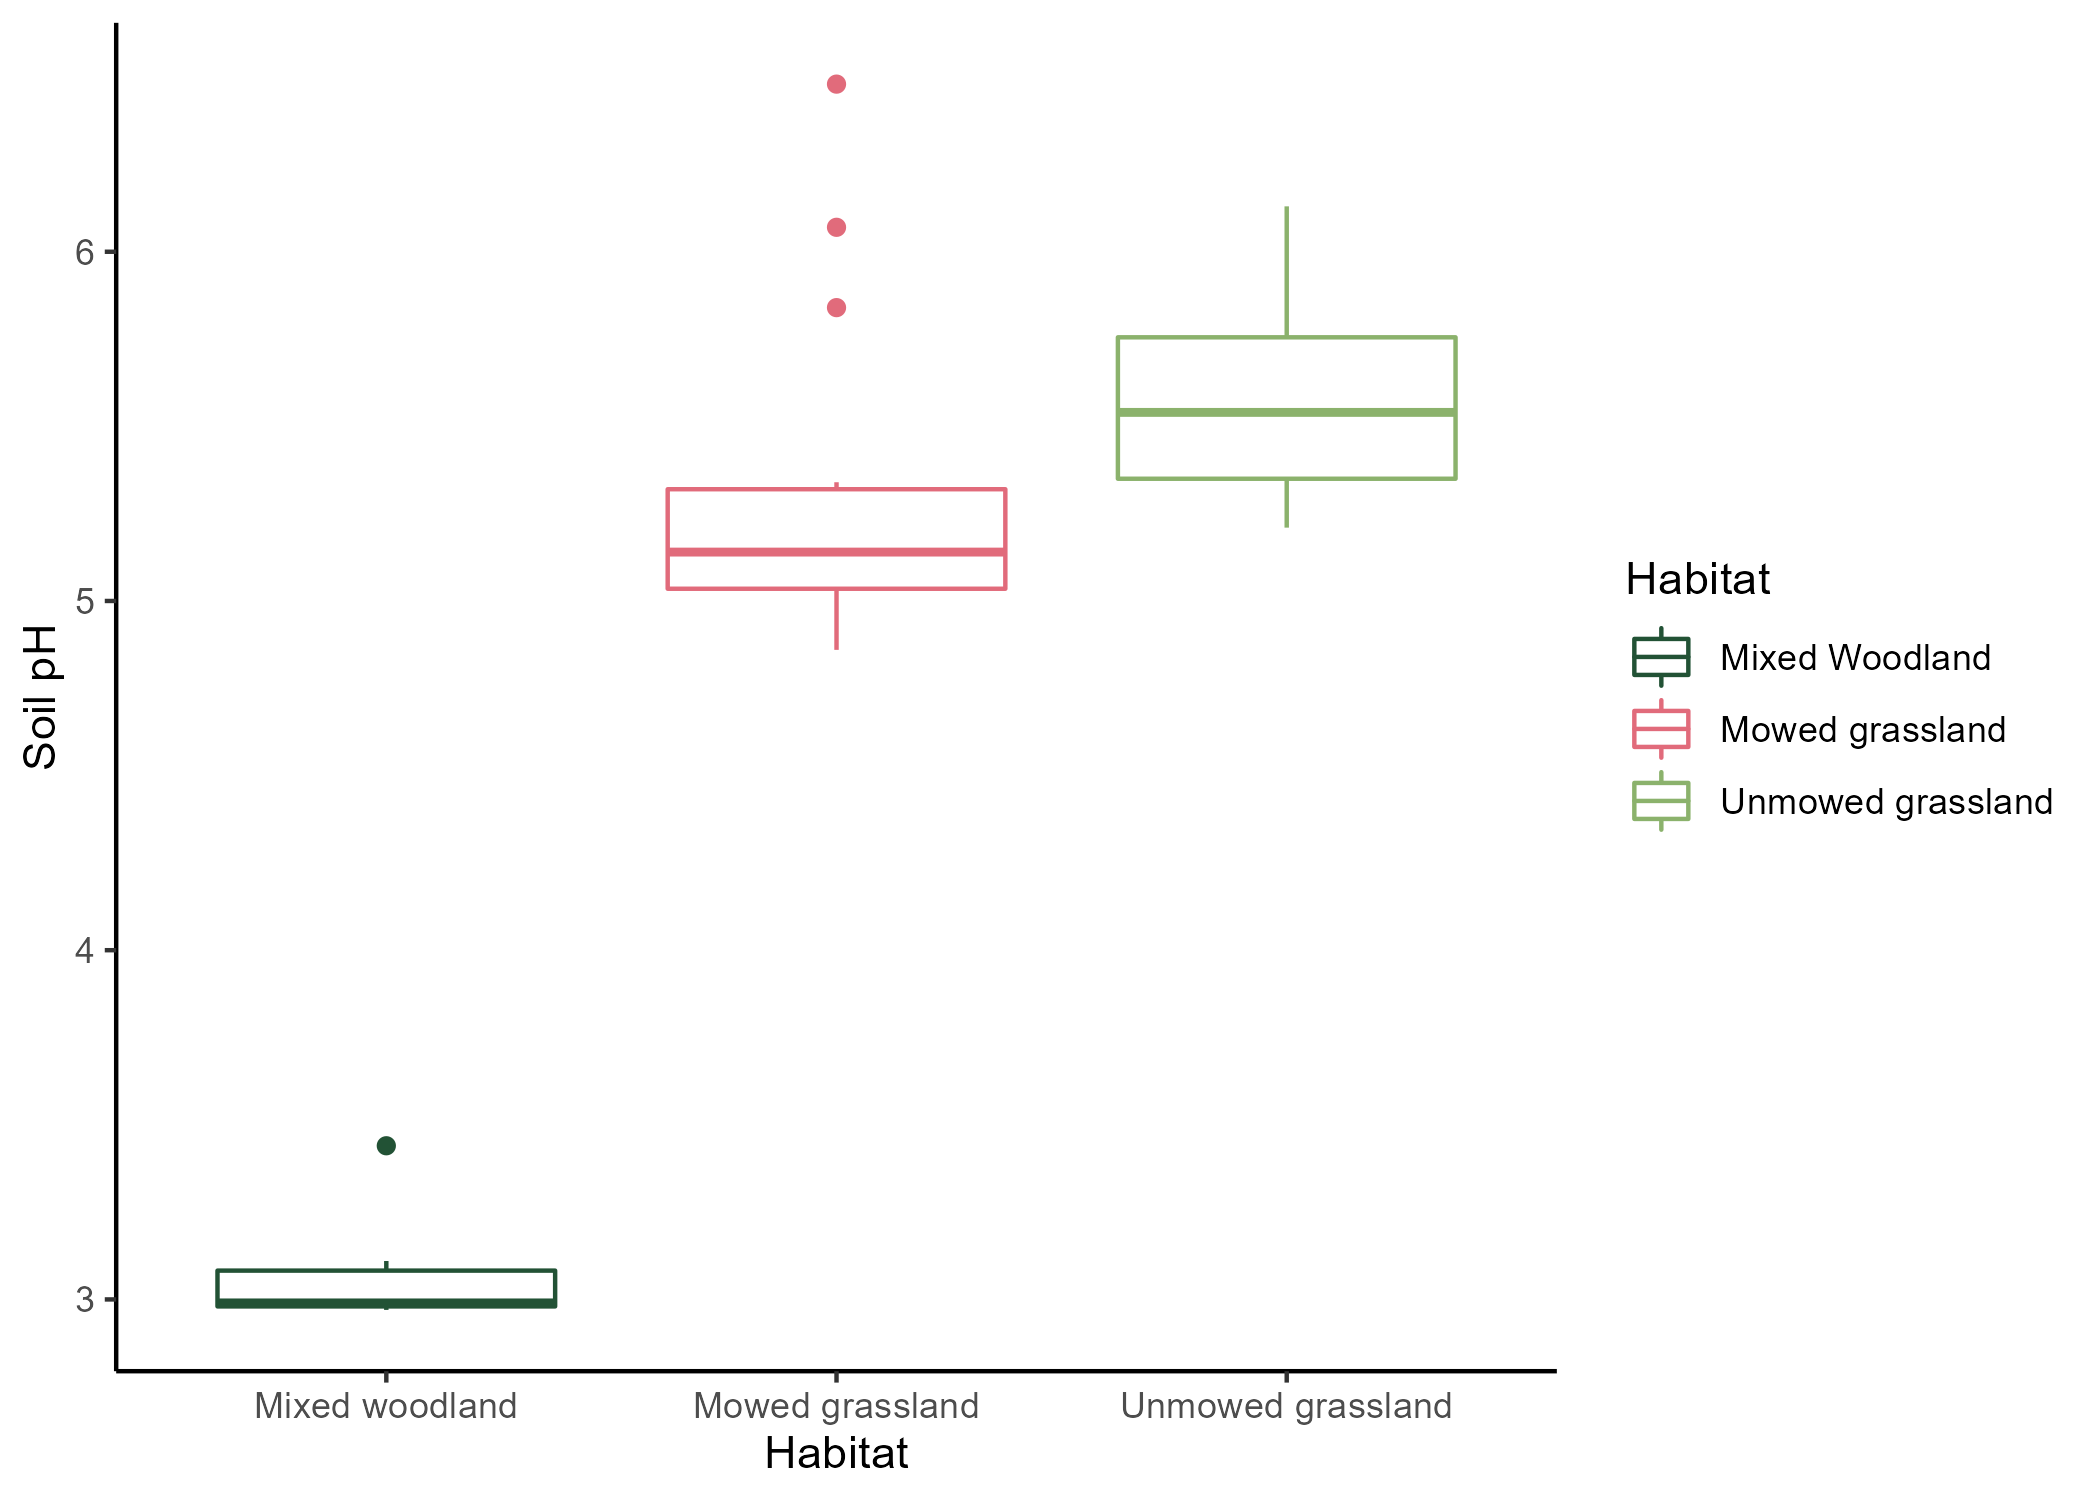 6
5
4
3
Soil pH
Mixed woodland
Mowed grassland
Unmowed grassland
Habitat
Habitat
Mixed Woodland
Mowed grassland
Unmowed grassland